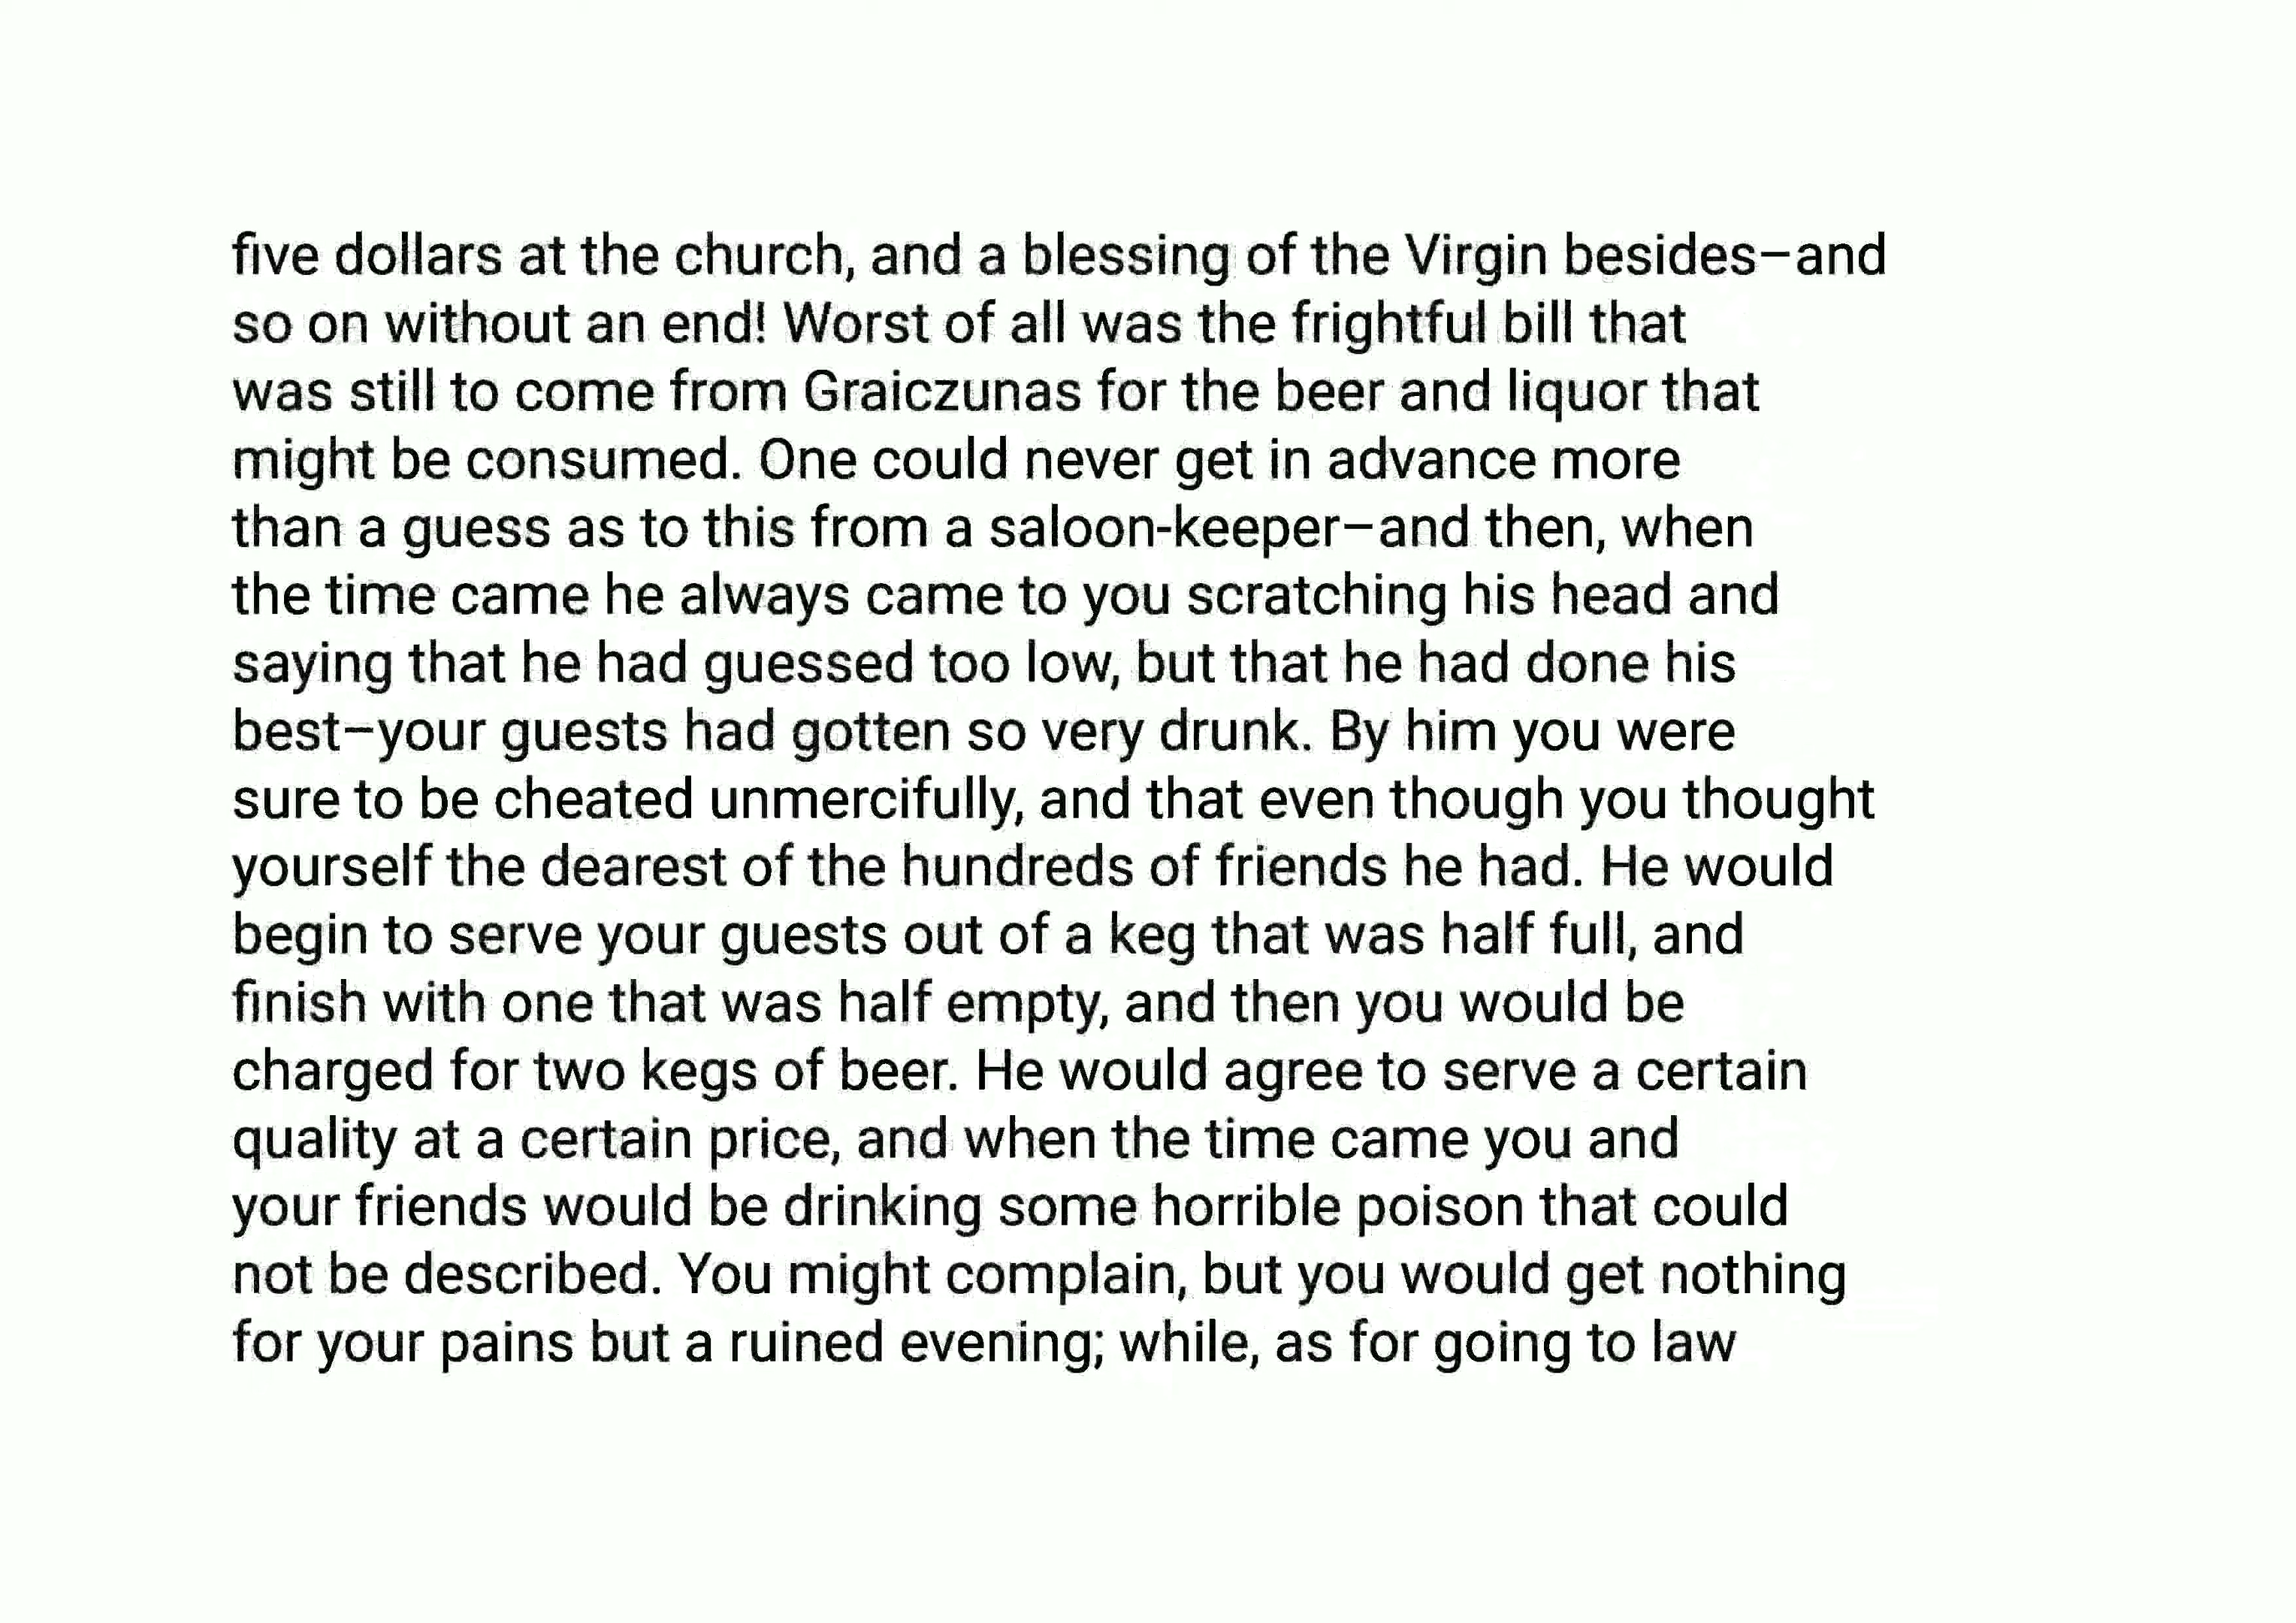 five dollars at the church, and a blessing of the Virgin besides–and
so on without an end! Worst of all was the frightful bill that
was still to come from Graiczunas for the beer and liquor that
might be consumed. One could never get in advance more
than a guess as to this from a saloon-keeper–and then, when
the time came he always came to you scratching his head and
saying that he had guessed too low, but that he had done his
best–your guests had gotten so very drunk. By him you were
sure to be cheated unmercifully, and that even though you thought
yourself the dearest of the hundreds of friends he had. He would
begin to serve your guests out of a keg that was half full, and
finish with one that was half empty, and then you would be
charged for two kegs of beer. He would agree to serve a certain
quality at a certain price, and when the time came you and
your friends would be drinking some horrible poison that could
not be described. You might complain, but you would get nothing
for your pains but a ruined evening; while, as for going to law